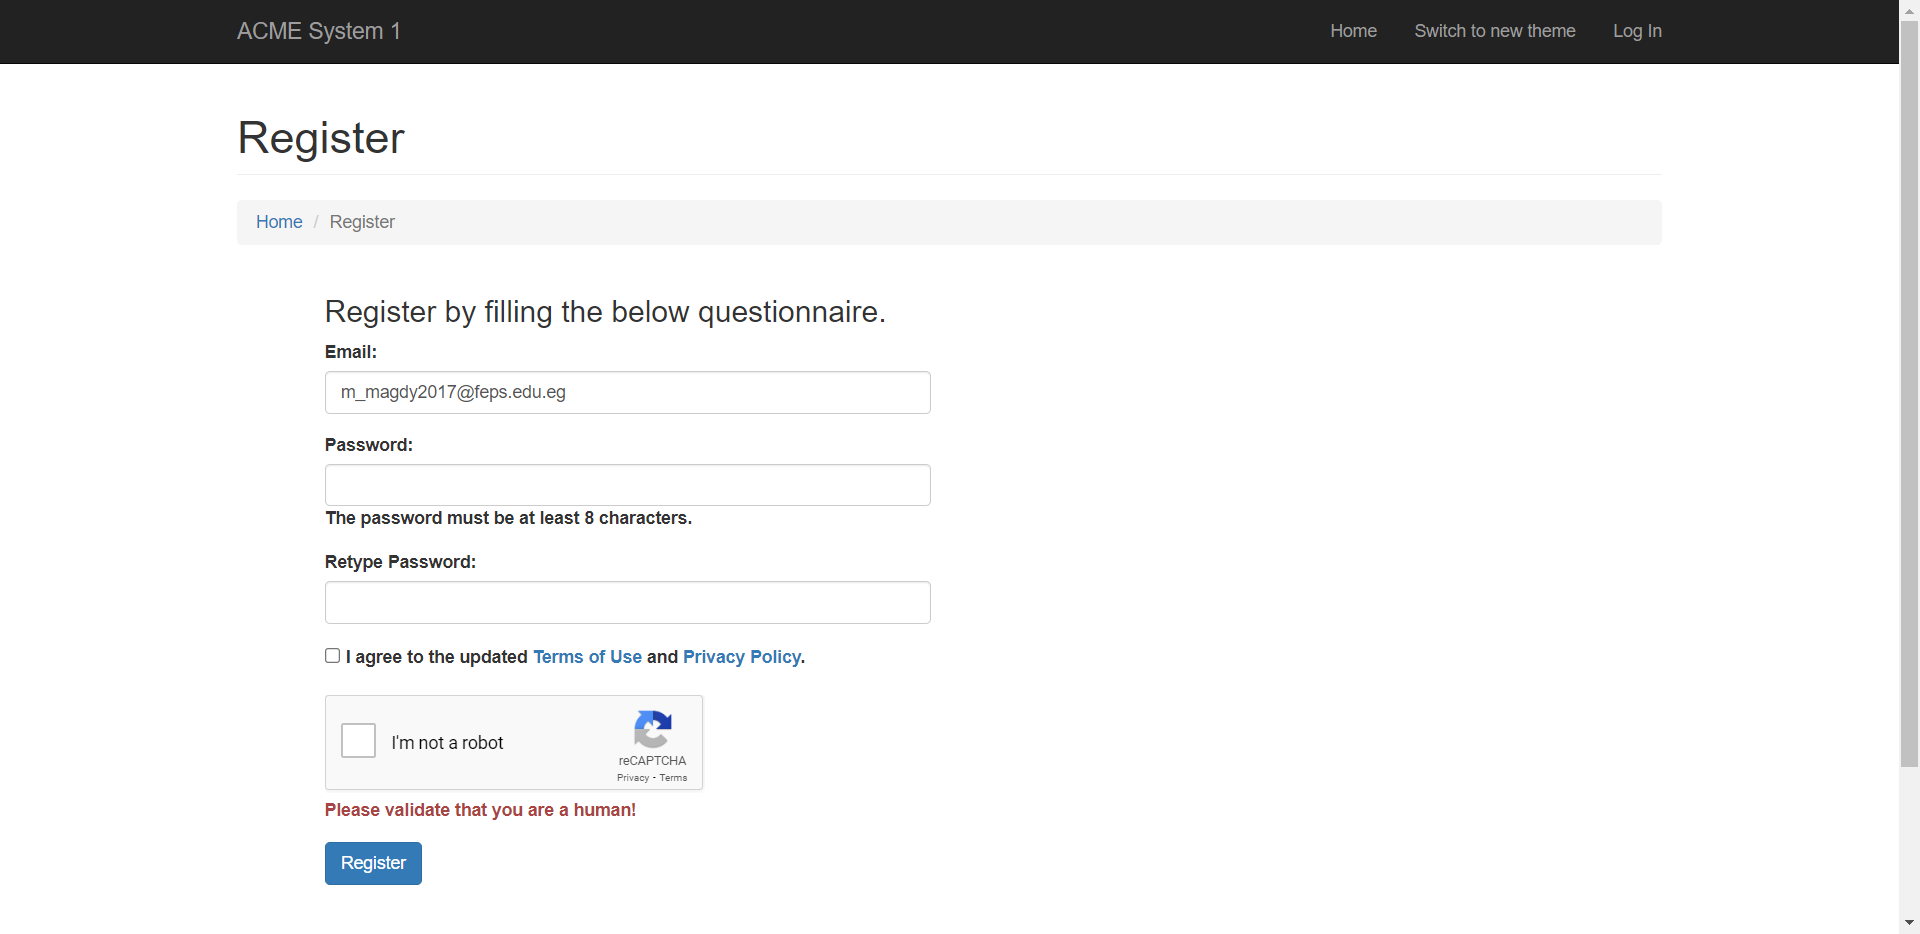 ACME System 1
Home Switch to new theme Log In
Register
Home / Register
Register by filling the below questionnaire.
Email:
m_magdy2017@feps.edu.eg
Password:
The password must be at least 8 characters.
Retype Password:
I agree to the updated Terms of Use and Privacy Policy.
I'm not a robot
reCAPTCHA
Privacy - Terms
Please validate that you are a human!
Register